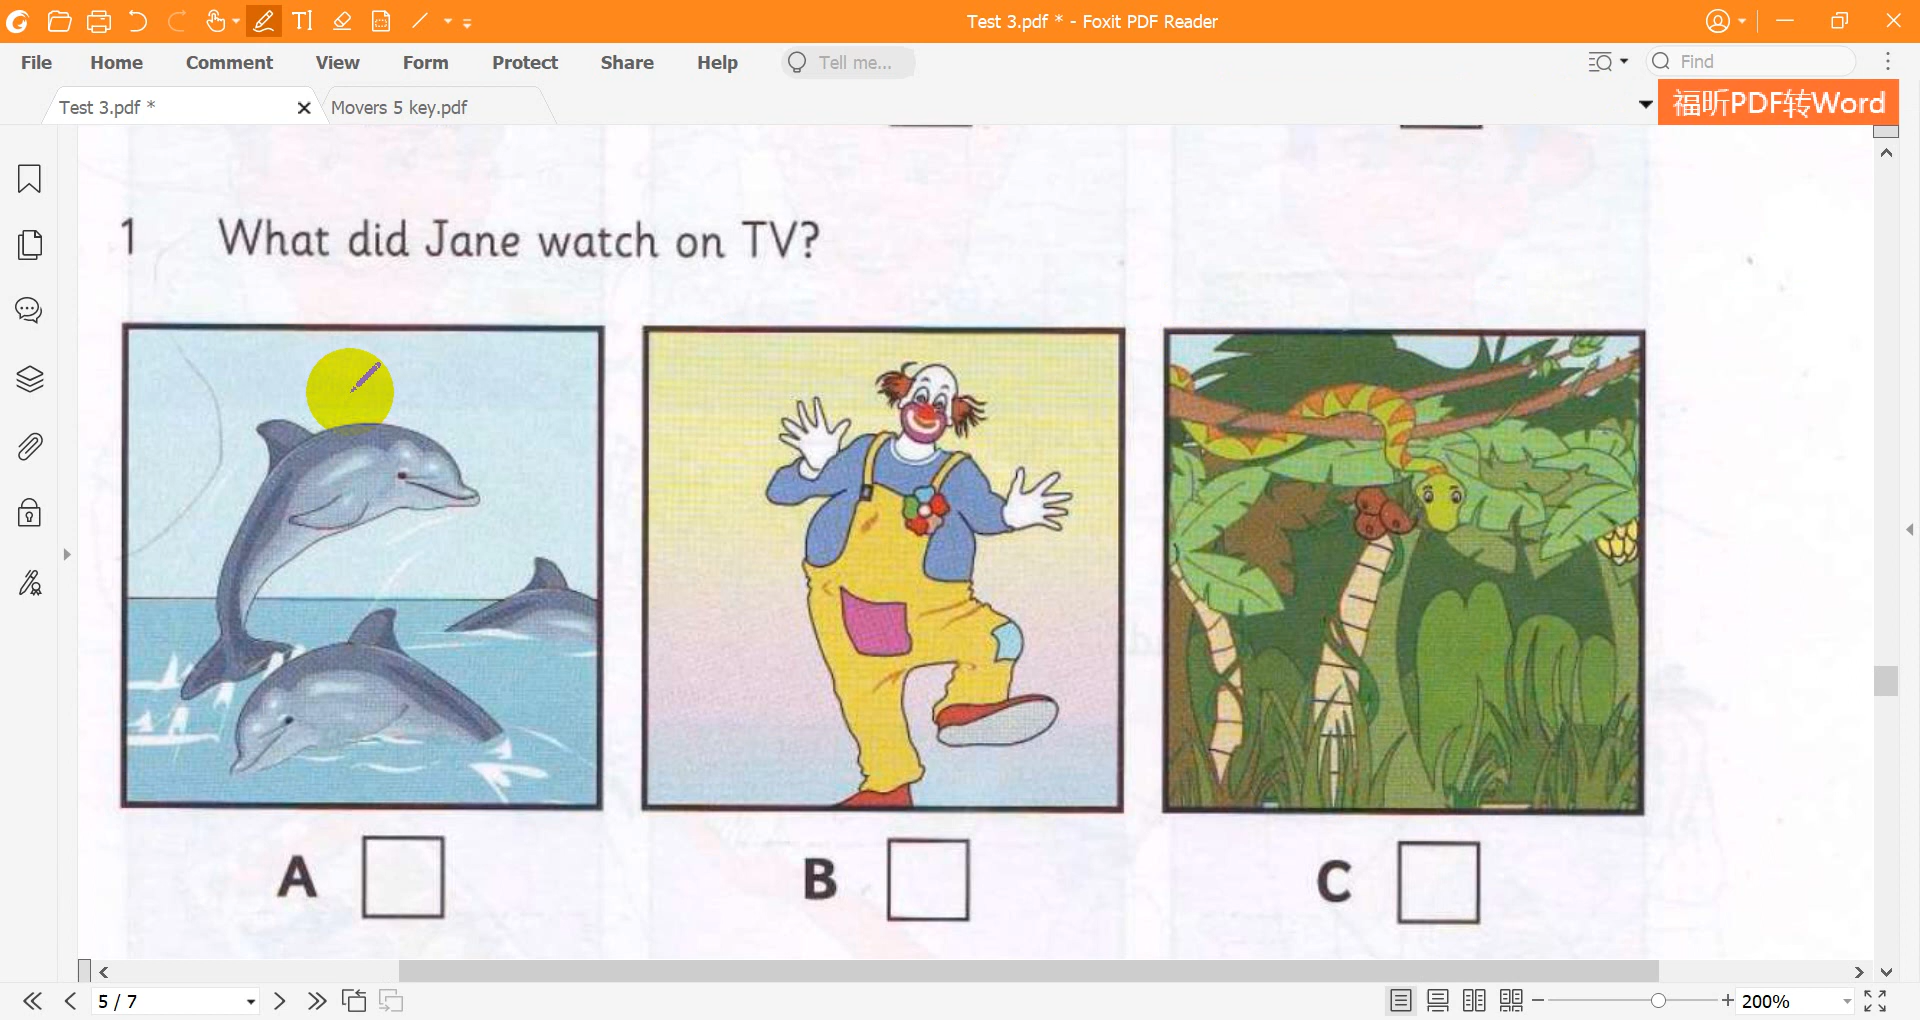 Test 3.pdf * - Foxit PDF Reader
File Home Comment View Form Protect Share Help Tell me... Find
Test 3.pdf * Movers 5 key.pdf 福昕PDF转Word
1 What did Jane watch on TV?
A B C
5 / 7 200%